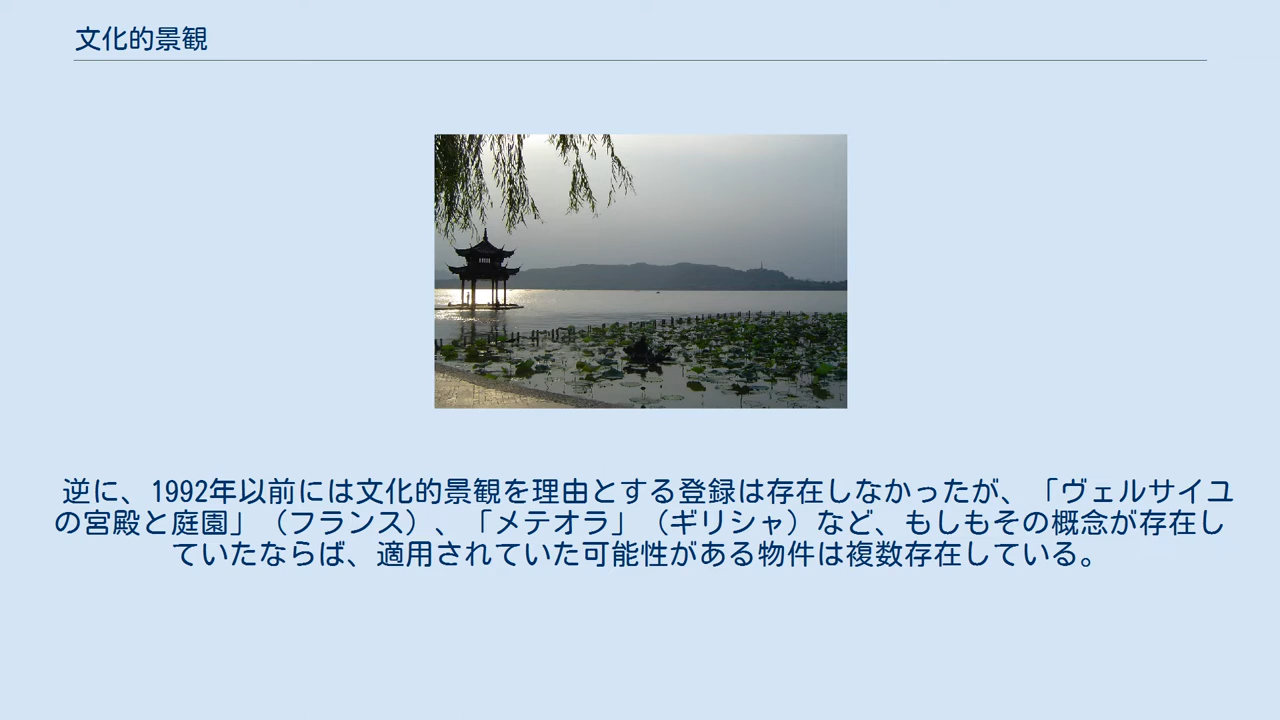 文化的景観
逆に、1992年以前には文化的景観を理由とする登録は存在しなかったが、「ヴェルサイユ
の宮殿と庭園」（フランス）、「メテオラ」（ギリシャ）など、もしもその概念が存在し
ていたならば、適用されていた可能性がある物件は複数存在している。